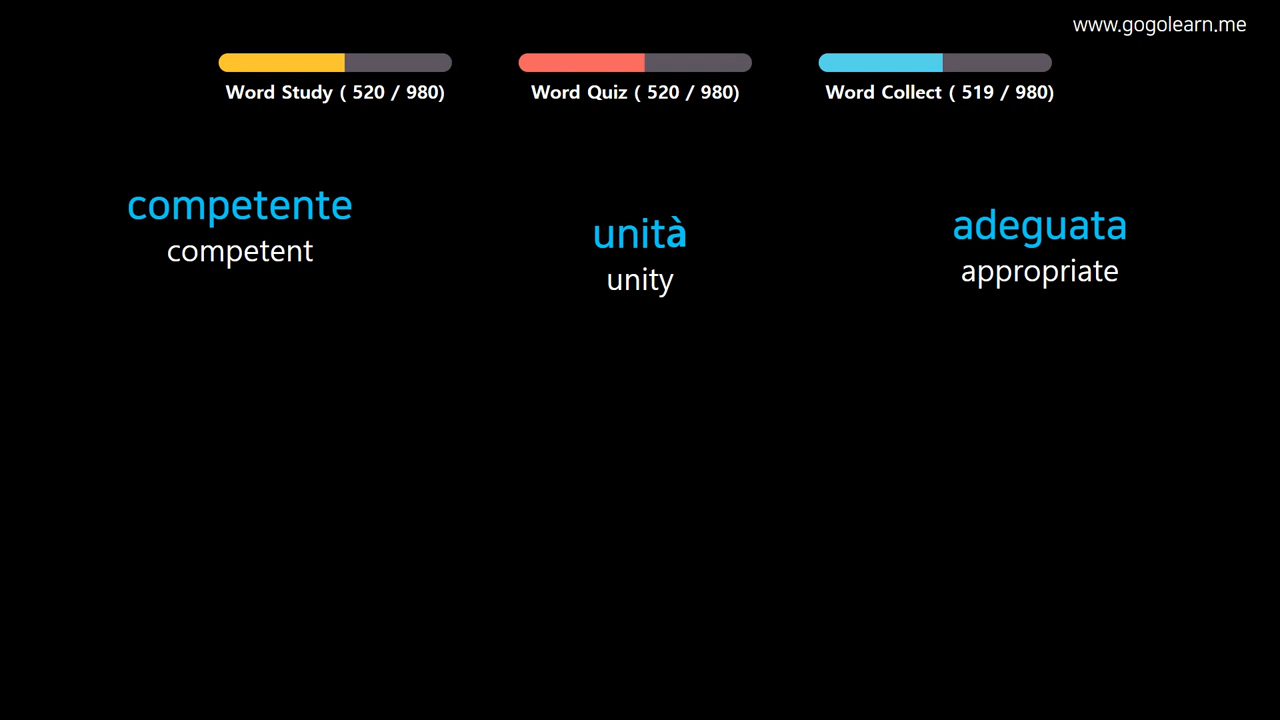 www.gogolearn.me
Word Study ( 520 / 980)
Word Quiz ( 520 / 980)
Word Collect ( 519 / 980)
competente
competent
unità
unity
adeguata
appropriate